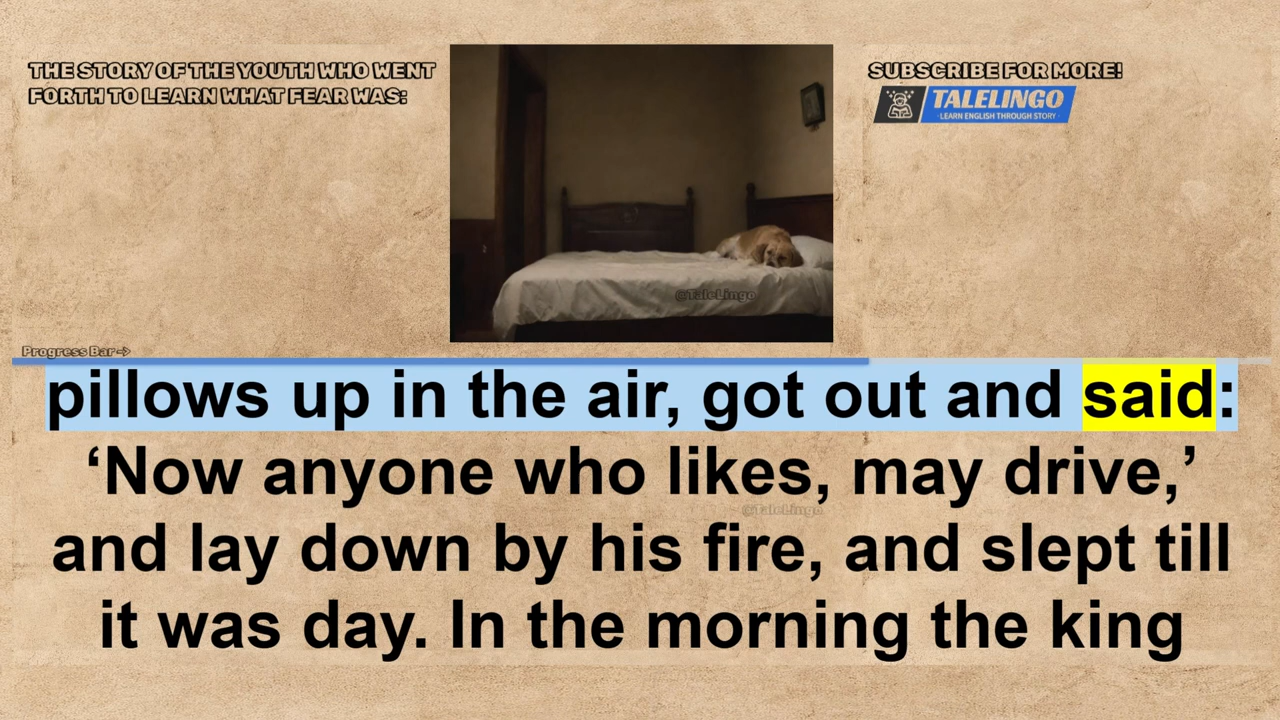 THE STORY OF THE YOUTH WHO WENT
FORTH TO LEARN WHAT FEAR WAS:
SUBSCRIBE FOR MORE!
TALELINGO
· LEARN ENGLISH THROUGH STORY ·
@TaleLingo
Progress Bar->
pillows up in the air, got out and said:
‘Now anyone who likes, may drive,’
@TaleLingo
and lay down by his fire, and slept till
it was day. In the morning the king